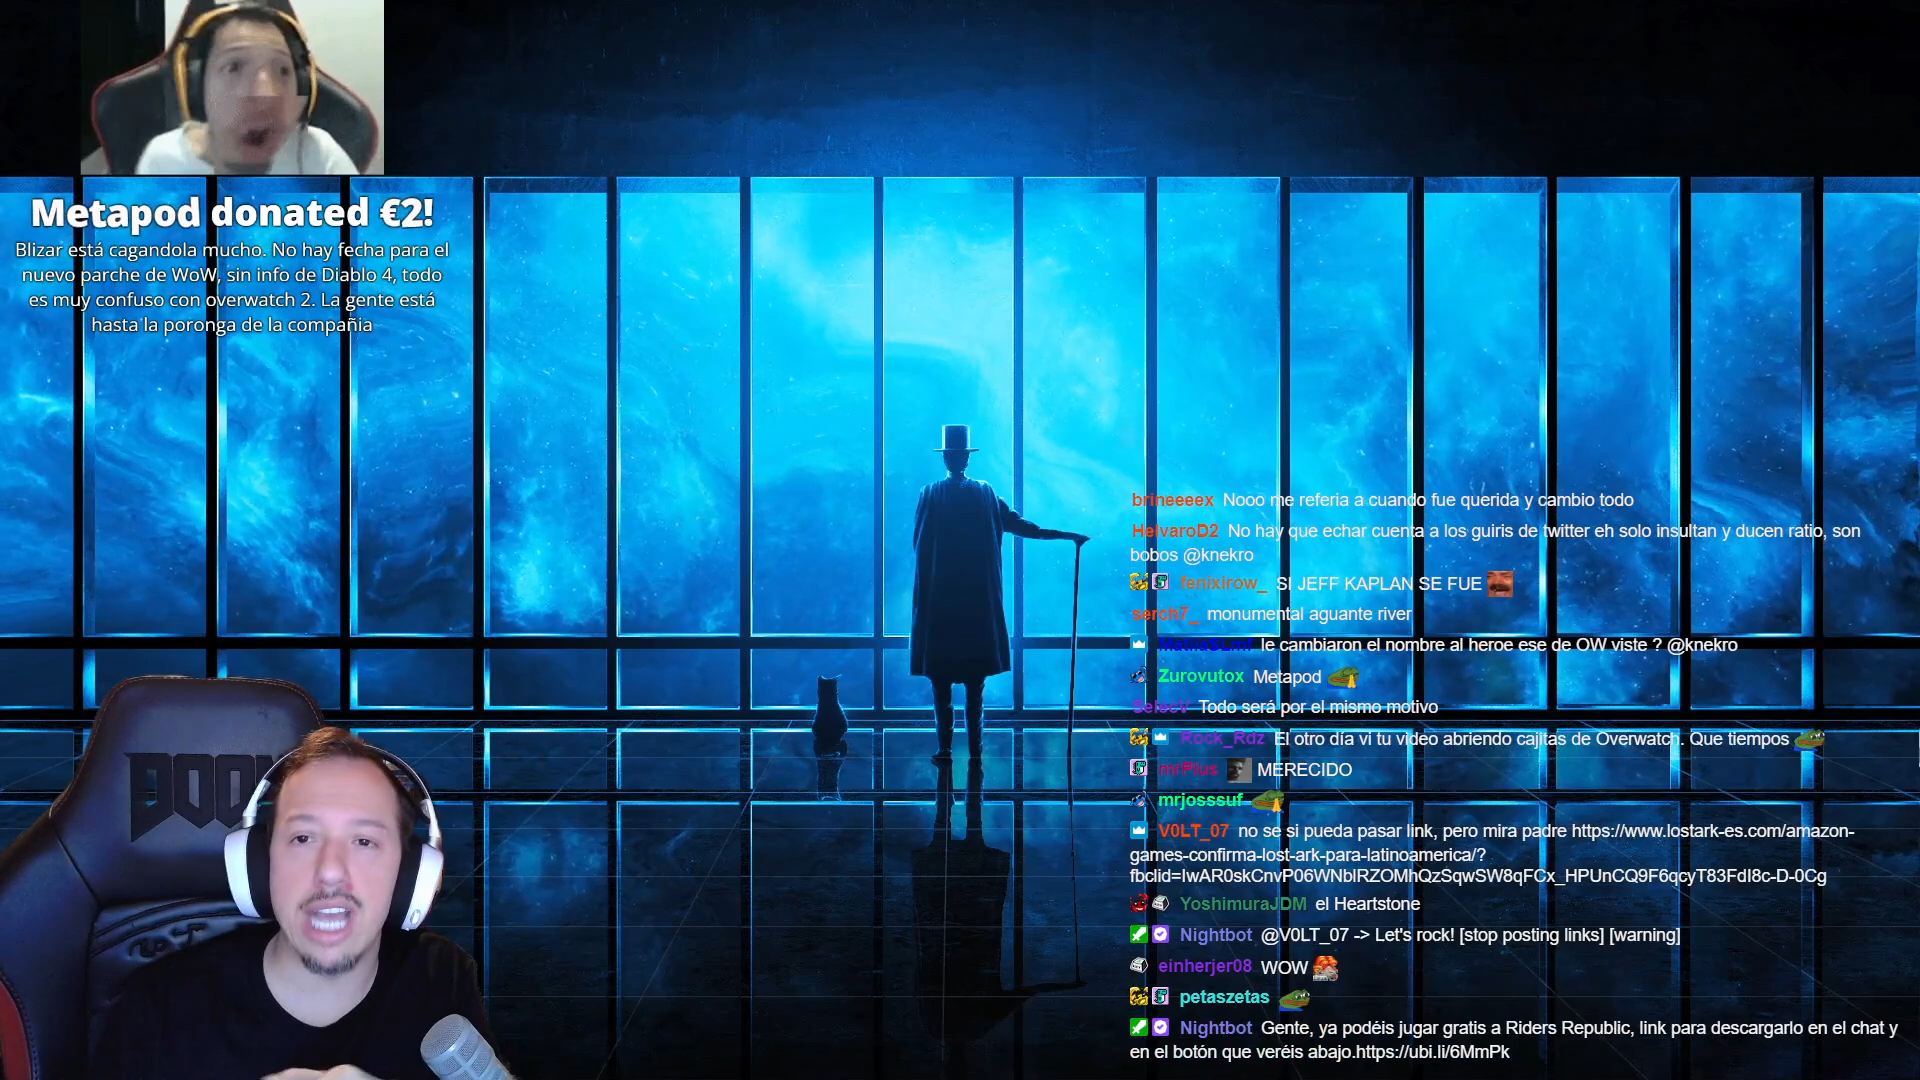 Metapod donated €2!
Blizar está cagandola mucho. No hay fecha para el
nuevo parche de WoW, sin info de Diablo 4, todo
es muy confuso con overwatch 2. La gente está
hasta la poronga de la compañia
brineeeex Nooo me referia a cuando fue querida y cambio todo
HelvaroD2 No hay que echar cuenta a los guiris de twitter eh solo insultan y ducen ratio, son
bobos @knekro
fenixirow_ SI JEFF KAPLAN SE FUE
serch7_ monumental aguante river
le cambiaron el nombre al heroe ese de OW viste ? @knekro
Zurovutox Metapod
Todo será por el mismo motivo
Rock_Rdz El otro día vi tu video abriendo cajitas de Overwatch. Que tiempos
mrPlus MERECIDO
mrjosssuf
V0LT_07 no se si pueda pasar link, pero mira padre https://www.lostark-es.com/amazon-
games-confirma-lost-ark-para-latinoamerica/?
YoshimuraJDM el Heartstone
Nightbot @V0LT_07 -> Let's rock! [stop posting links] [warning]
einherjer08 WOW
petaszetas
Nightbot Gente, ya podéis jugar gratis a Riders Republic, link para descargarlo en el chat y
en el botón que veréis abajo.https://ubi.li/6MmPk
DOOM